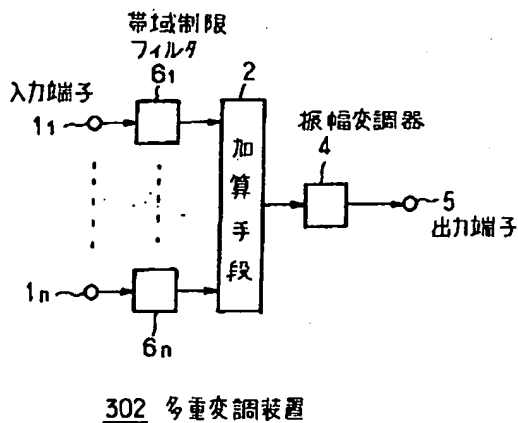 帯域制限
フィルタ
6₁
2
入力端子
1₁
加算手段
振幅変調器
4
5
出力端子
1n
6n
302 多重変調装置